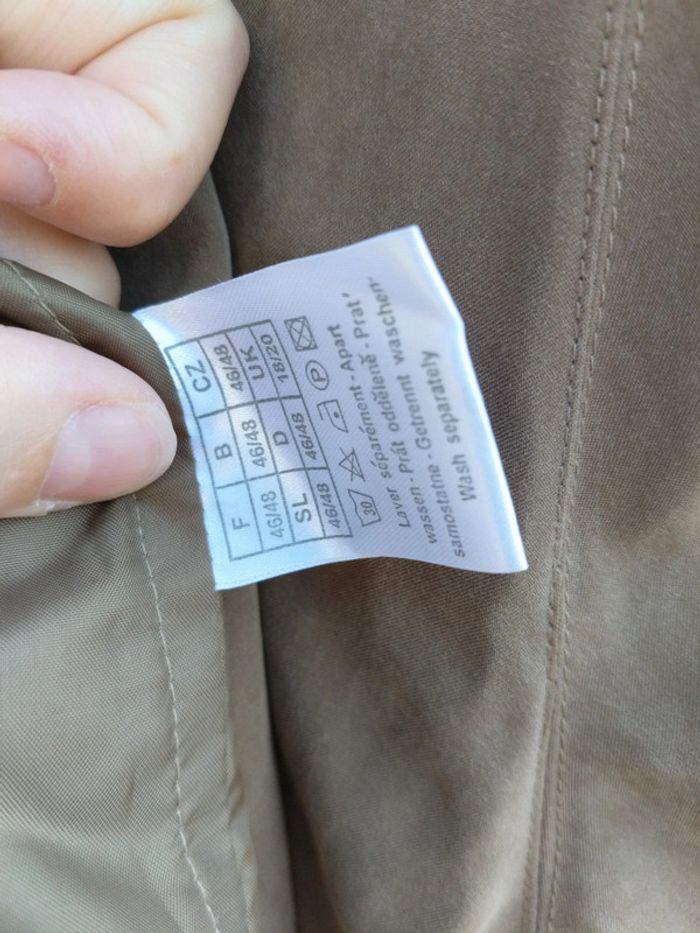 F B CZ
46/48 46/48 46/48
SL D UK
46/48 46/48 18/20
30 P
Laver séparément - Apart
wassen - Prát odděleně - Prat'
samostatne - Getrennt waschen-
Wash separately